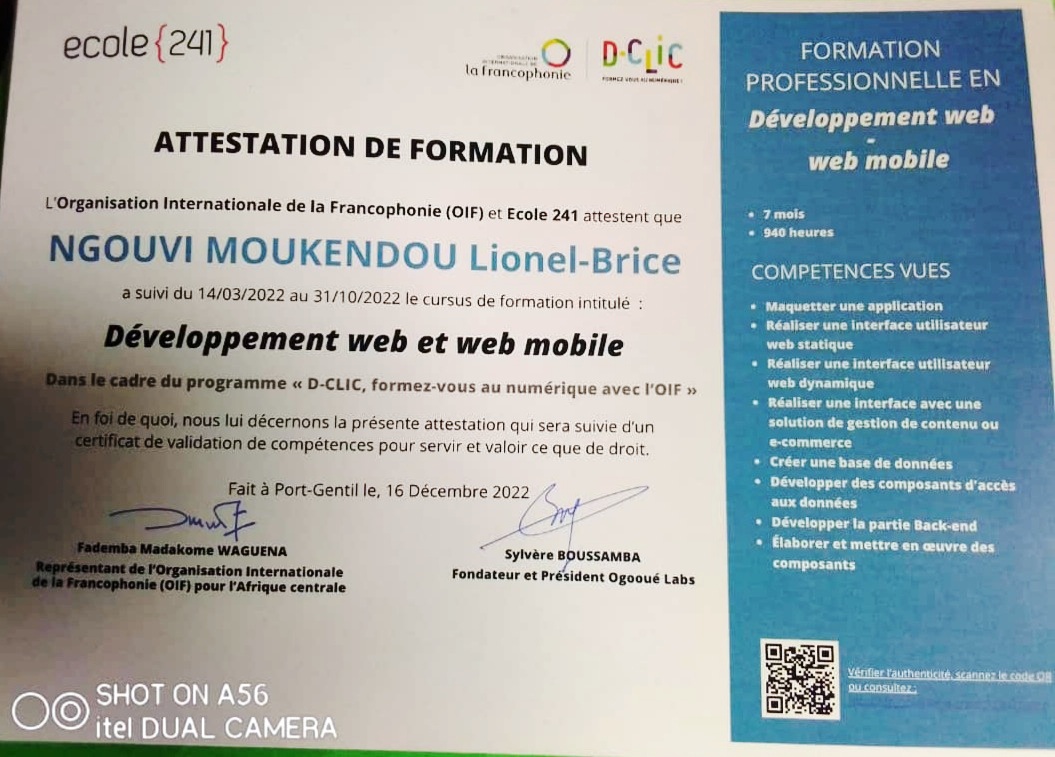 ecole {241}
ORGANISATION
INTERNATIONALE DE
la francophonie
D-CLIC
FORMEZ VOUS AU NUMÉRIQUE !
ATTESTATION DE FORMATION
L'Organisation Internationale de la Francophonie (OIF) et Ecole 241 attestent que
NGOUVI MOUKENDOU Lionel-Brice
a suivi du 14/03/2022 au 31/10/2022 le cursus de formation intitulé :
Développement web et web mobile
Dans le cadre du programme « D-CLIC, formez-vous au numérique avec l'OIF »
En foi de quoi, nous lui décernons la présente attestation qui sera suivie d'un
certificat de validation de compétences pour servir et valoir ce que de droit.
Fait à Port-Gentil le, 16 Décembre 2022
Fademba Madakome WAGUENA
Représentant de l'Organisation Internationale
de la Francophonie (OIF) pour l'Afrique centrale
Sylvère BOUSSAMBA
Fondateur et Président Ogooué Labs
FORMATION
PROFESSIONNELLE EN
Développement web
-
web mobile
• 7 mois
• 940 heures
COMPETENCES VUES
• Maquetter une application
• Réaliser une interface utilisateur
web statique
• Réaliser une interface utilisateur
web dynamique
• Réaliser une interface avec une
solution de gestion de contenu ou
e-commerce
• Créer une base de données
• Développer des composants d'accès
aux données
• Développer la partie Back-end
• Élaborer et mettre en œuvre des
composants
Vérifier l'authenticité, scannez le code QR
ou consultez :
SHOT ON A56
itel DUAL CAMERA